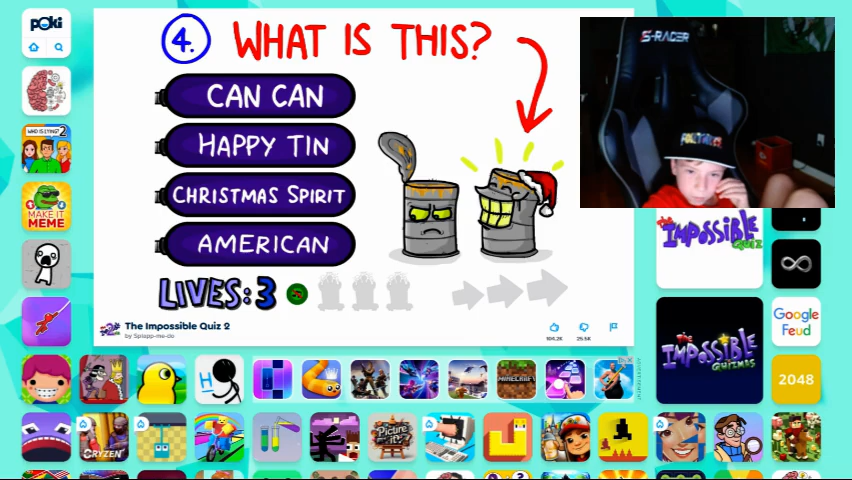 poki
4. WHAT IS THIS?
CAN CAN
HAPPY TIN
CHRISTMAS SPIRIT
AMERICAN
LIVES: 3
The Impossible Quiz 2
by Splapp-me-do
104.2K
25.5K
S-RACER
WHO IS LYING? 2
MAKE IT MEME
THE IMPOSSIBLE QUIZ
THE IMPOSSIBLE QUIZMAS
Google
Feud
2048
H
MINECRAFT
CRYZEN
Picture it?
ADVERTISEMENT